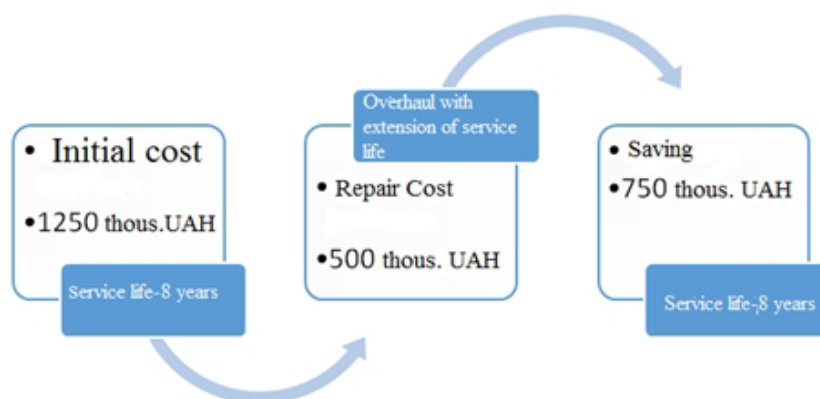 • Initial cost
•1250 thous.UAH
Service life-8 years
Overhaul with
extension of service
life
• Repair Cost
•500 thous. UAH
• Saving
•750 thous. UAH
Service life-;8 years